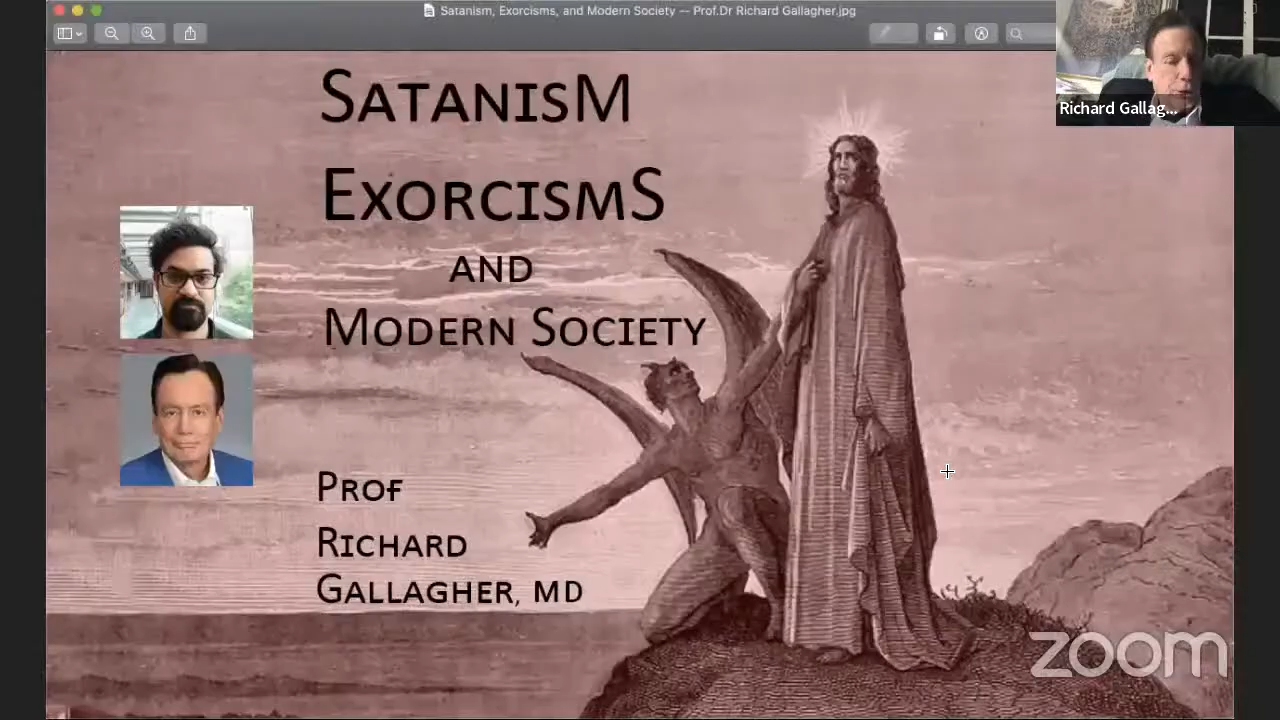 Satanism, Exorcisms, and Modern Society — Prof.Dr Richard Gallagher.jpg
Richard Gallag...
SatanisM
ExorcismS
and
Modern Society
Prof
Richard
Gallagher, MD
zoom